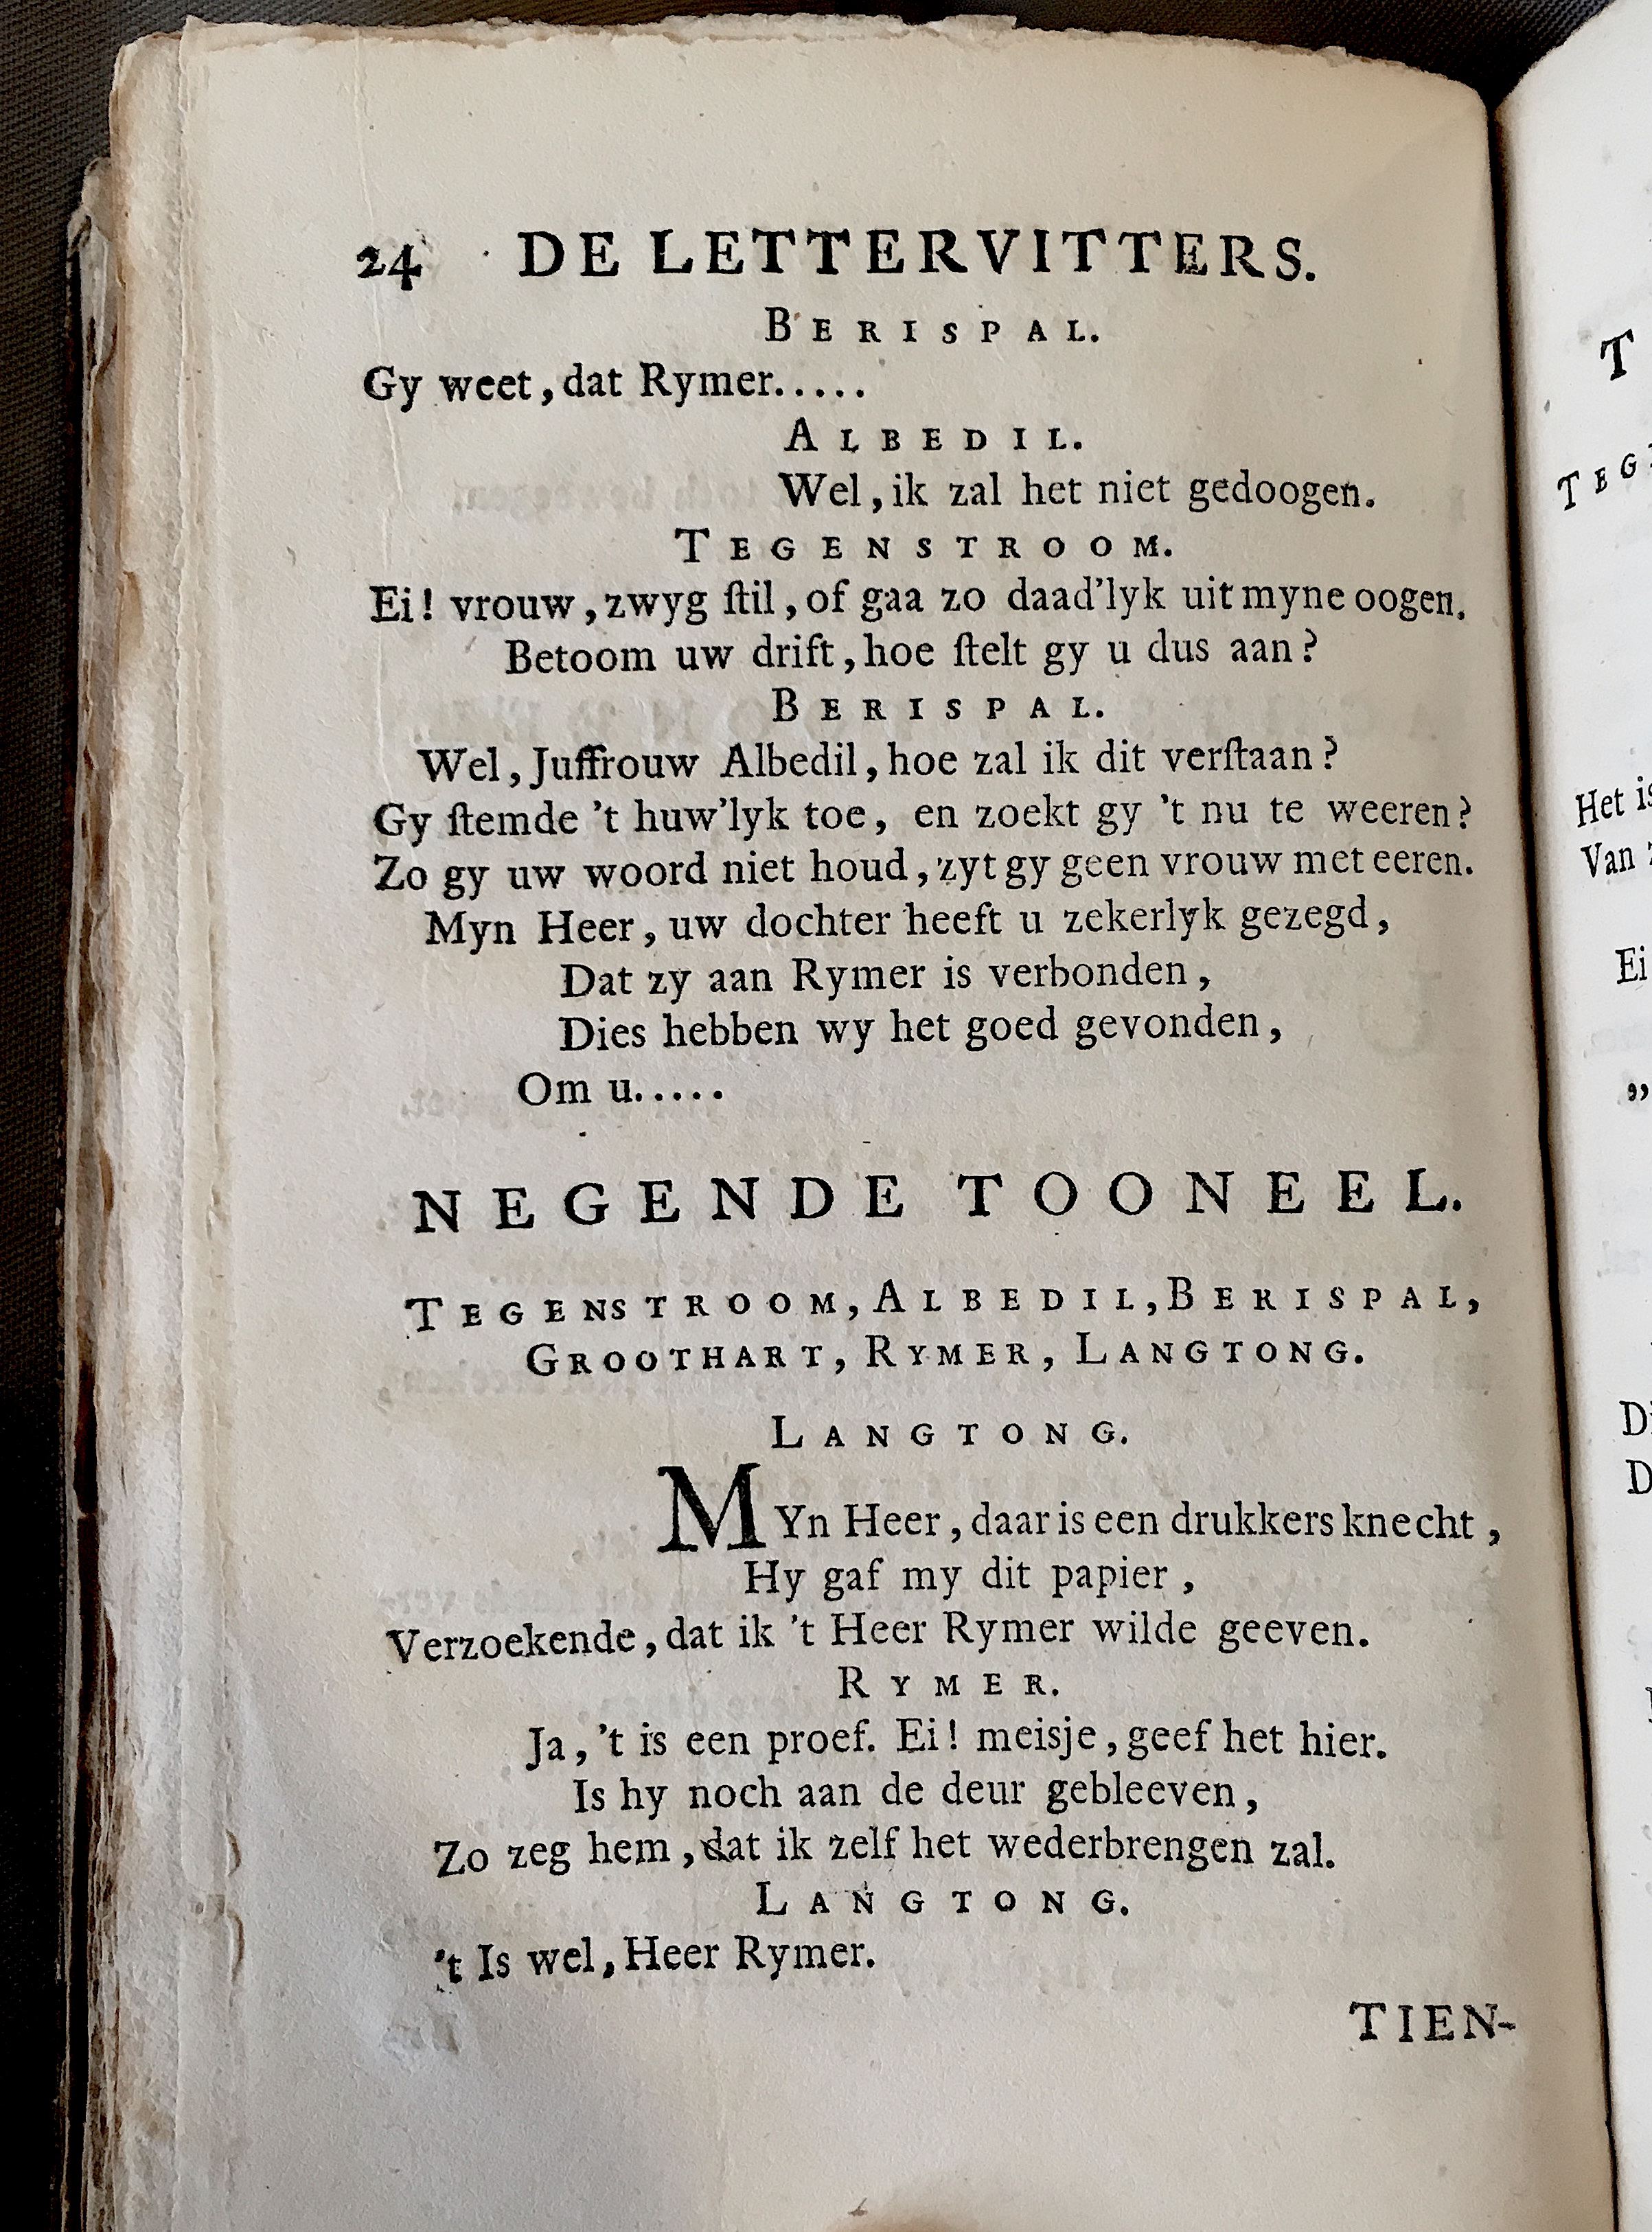 24 DE LETTERVITTERS.
BERISPAL.
Gy weet, dat Rymer.....
ALBEDIL.
Wel, ik zal het niet gedoogen.
TEGENSTROOM.
Ei! vrouw, zwyg ſtil, of gaa zo daad'lyk uit myne oogen.
Betoom uw drift, hoe ſtelt gy u dus aan?
BERISPAL.
Wel, Juffrouw Albedil, hoe zal ik dit verſtaan?
Gy ſtemde 't huw'lyk toe, en zoekt gy 't nu te weeren?
Zo gy uw woord niet houd, zyt gy geen vrouw met eeren.
Myn Heer, uw dochter heeft u zekerlyk gezegd,
Dat zy aan Rymer is verbonden,
Dies hebben wy het goed gevonden,
Om u.....
NEGENDE TOONEEL.
TEGENSTROOM, ALBEDIL, BERISPAL,
GROOTHART, RYMER, LANGTONG.
LANGTONG.
MYn Heer, daar is een drukkers knecht,
Hy gaf my dit papier,
Verzoekende, dat ik 't Heer Rymer wilde geeven.
RYMER.
Ja, 't is een proef. Ei! meisje, geef het hier.
Is hy noch aan de deur gebleeven,
Zo zeg hem, dat ik zelf het wederbrengen zal.
LANGTONG.
't Is wel, Heer Rymer.
TIEN-
T
TEG
Het is
Van
Ei
„
D